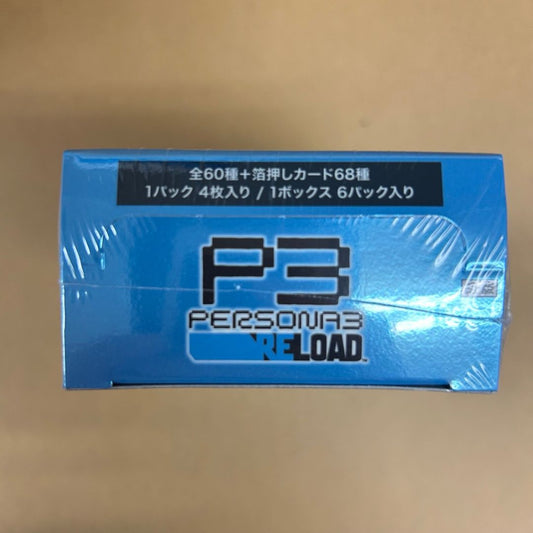 全60種＋箔押しカード68種
1パック 4枚入り / 1ボックス 6パック入り
P3
PERSONA3
RELOAD™